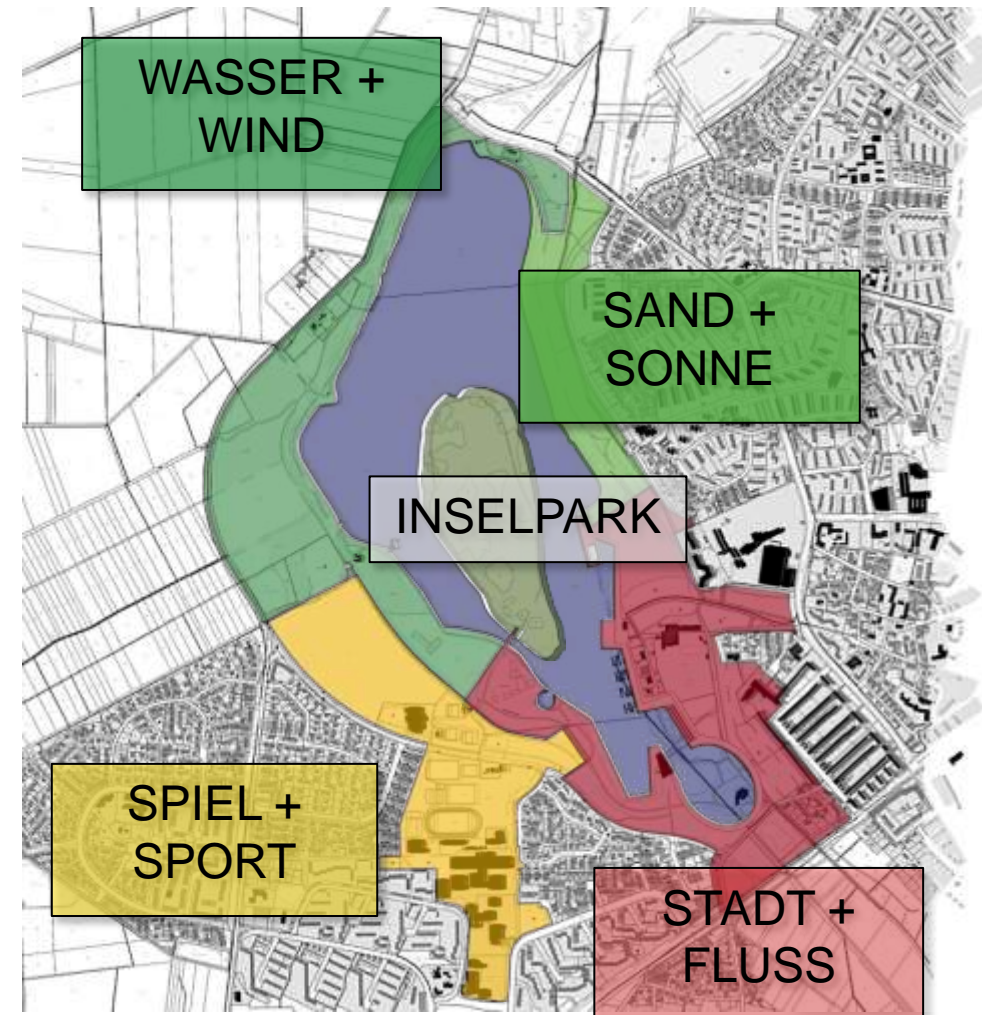 WASSER +
WIND
SAND +
SONNE
INSELPARK
SPIEL +
SPORT
STADT +
FLUSS